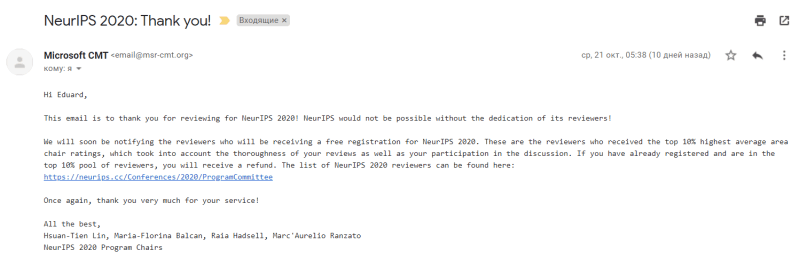 NeurIPS 2020: Thank you! Входящие ×
Microsoft CMT <email@msr-cmt.org> ср, 21 окт., 05:38 (10 дней назад)
кому: я
Hi Eduard,
This email is to thank you for reviewing for NeurIPS 2020! NeurIPS would not be possible without the dedication of its reviewers!
We will soon be notifying the reviewers who will be receiving a free registration for NeurIPS 2020. These are the reviewers who received the top 10% highest average area
chair ratings, which took into account the thoroughness of your reviews as well as your participation in the discussion. If you have already registered and are in the
top 10% pool of reviewers, you will receive a refund. The list of NeurIPS 2020 reviewers can be found here:
https://neurips.cc/Conferences/2020/ProgramCommittee
Once again, thank you very much for your service!
All the best,
Hsuan-Tien Lin, Maria-Florina Balcan, Raia Hadsell, Marc'Aurelio Ranzato
NeurIPS 2020 Program Chairs